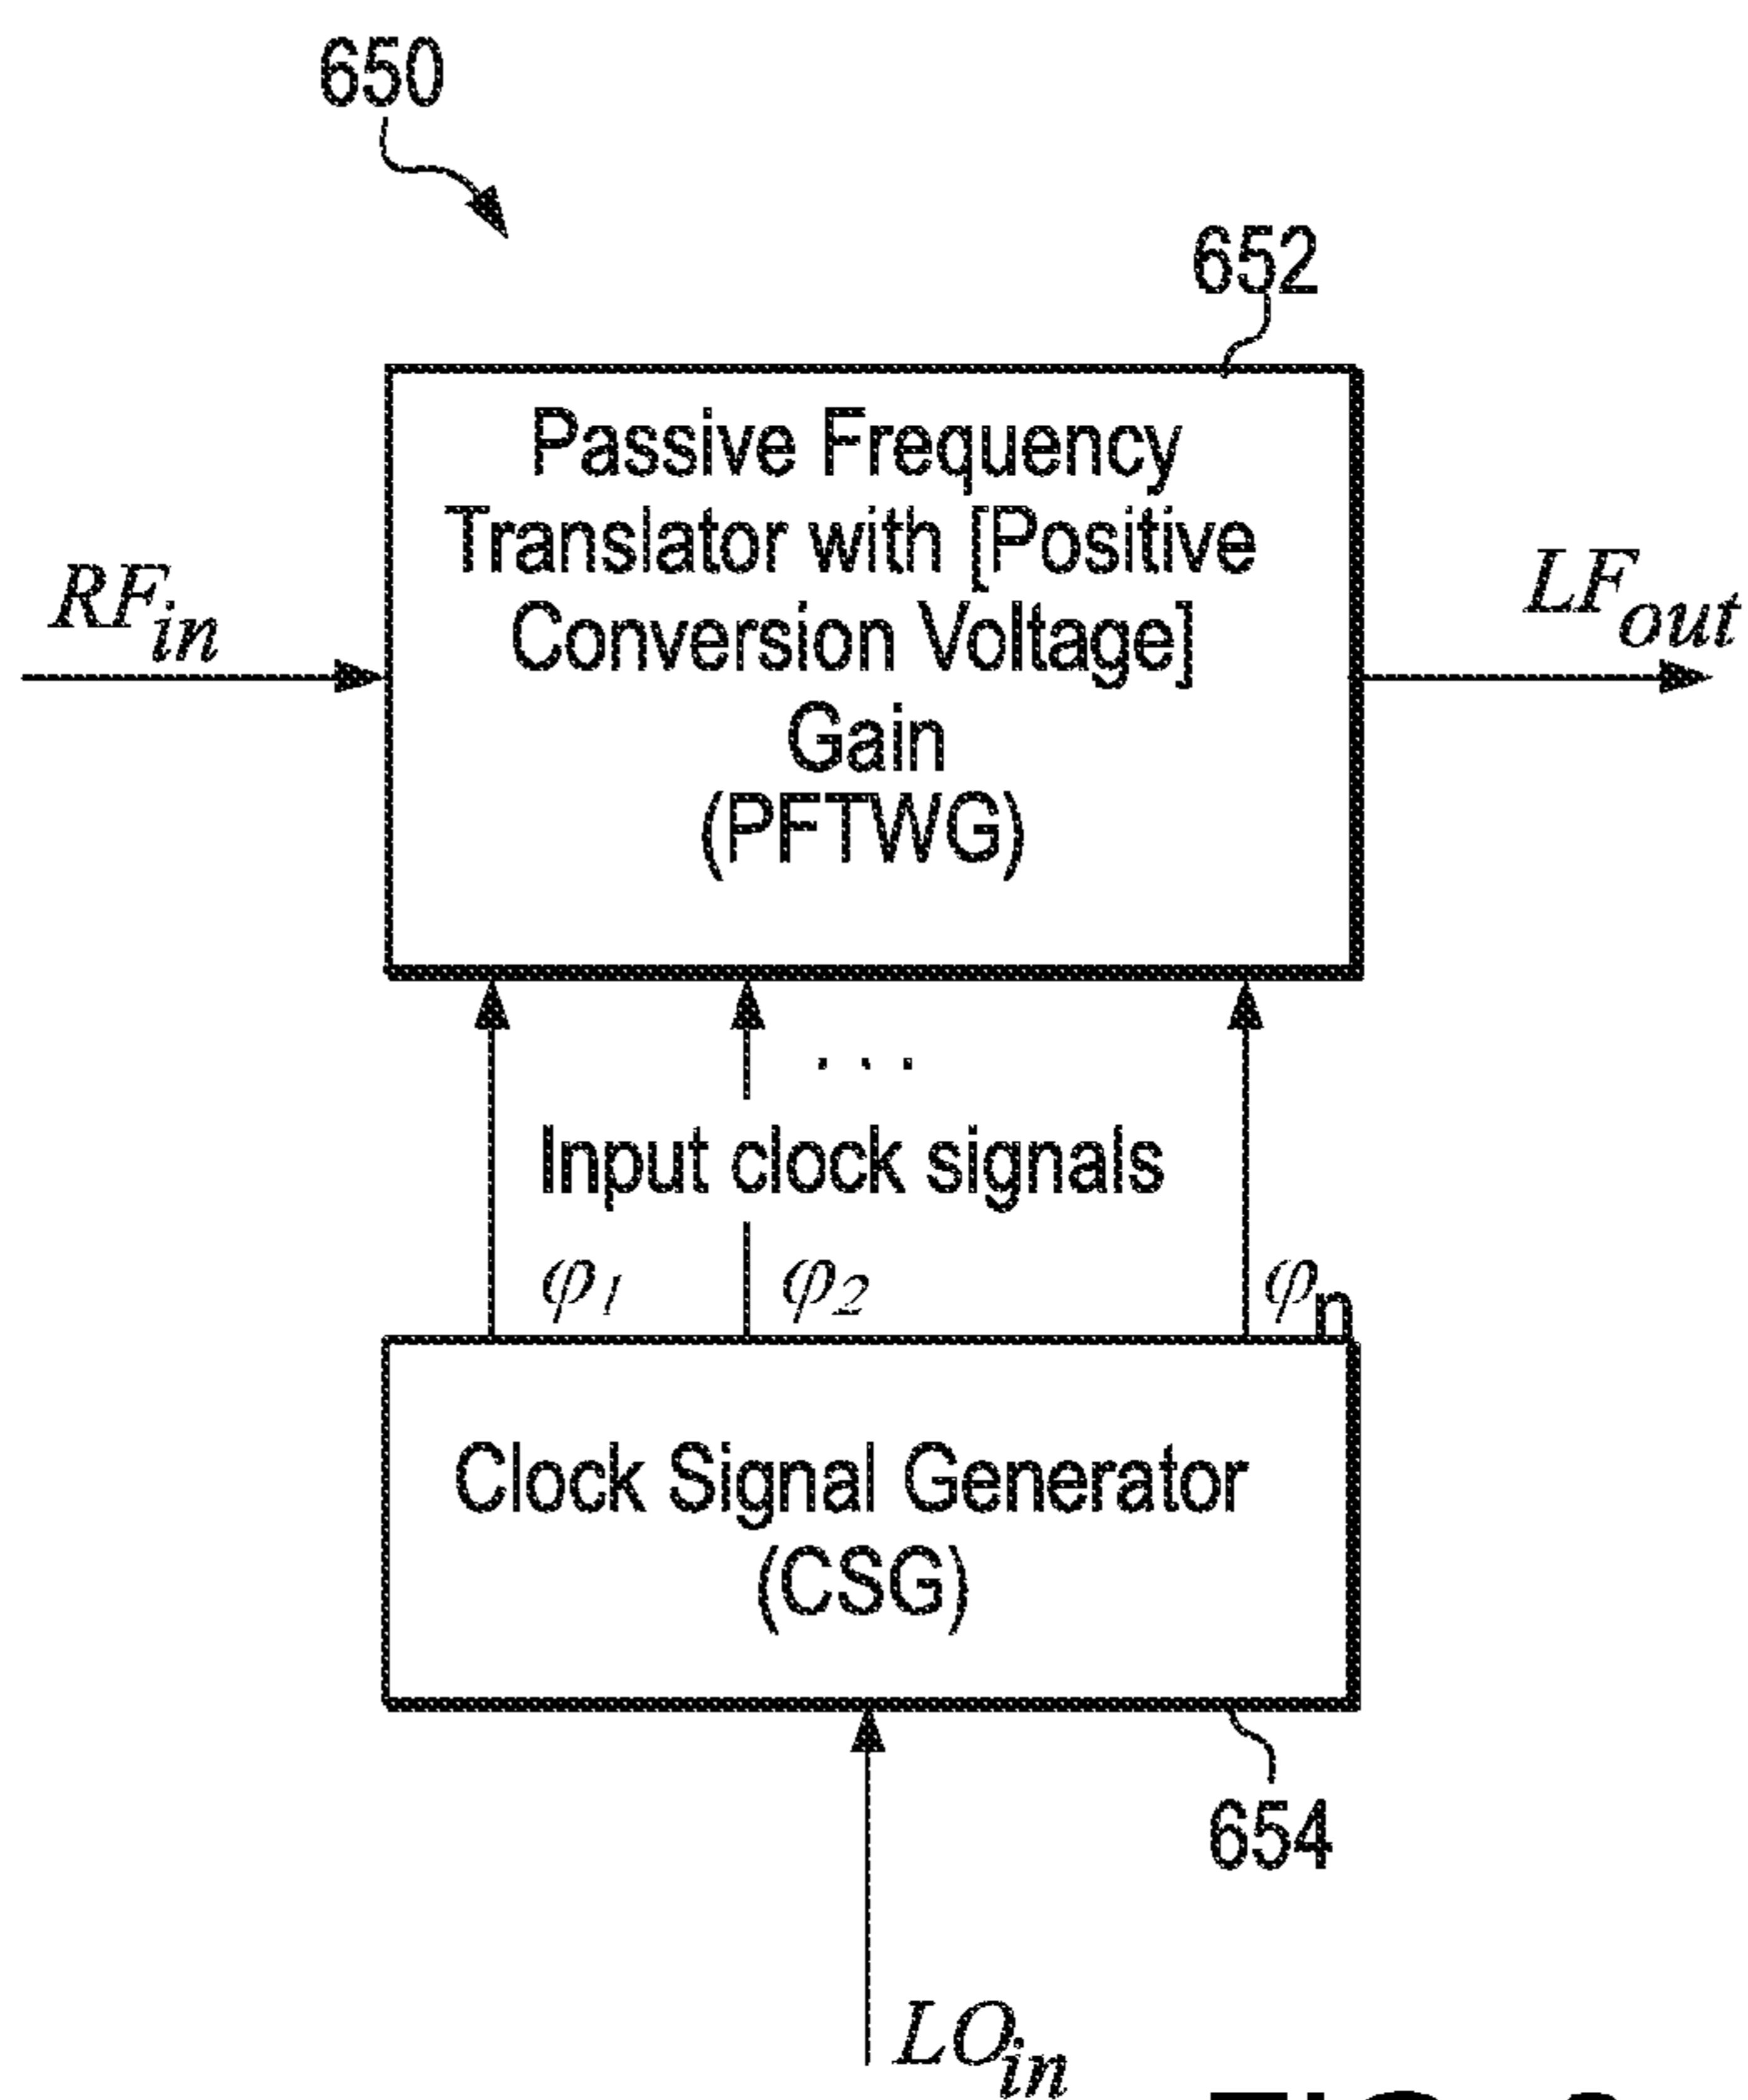 650
652
Passive Frequency
Translator with [Positive
Conversion Voltage]
Gain
(PFTWG)
RFin
LFout
. . .
Input clock signals
φ1
φ2
φn
Clock Signal Generator
(CSG)
654
LOin